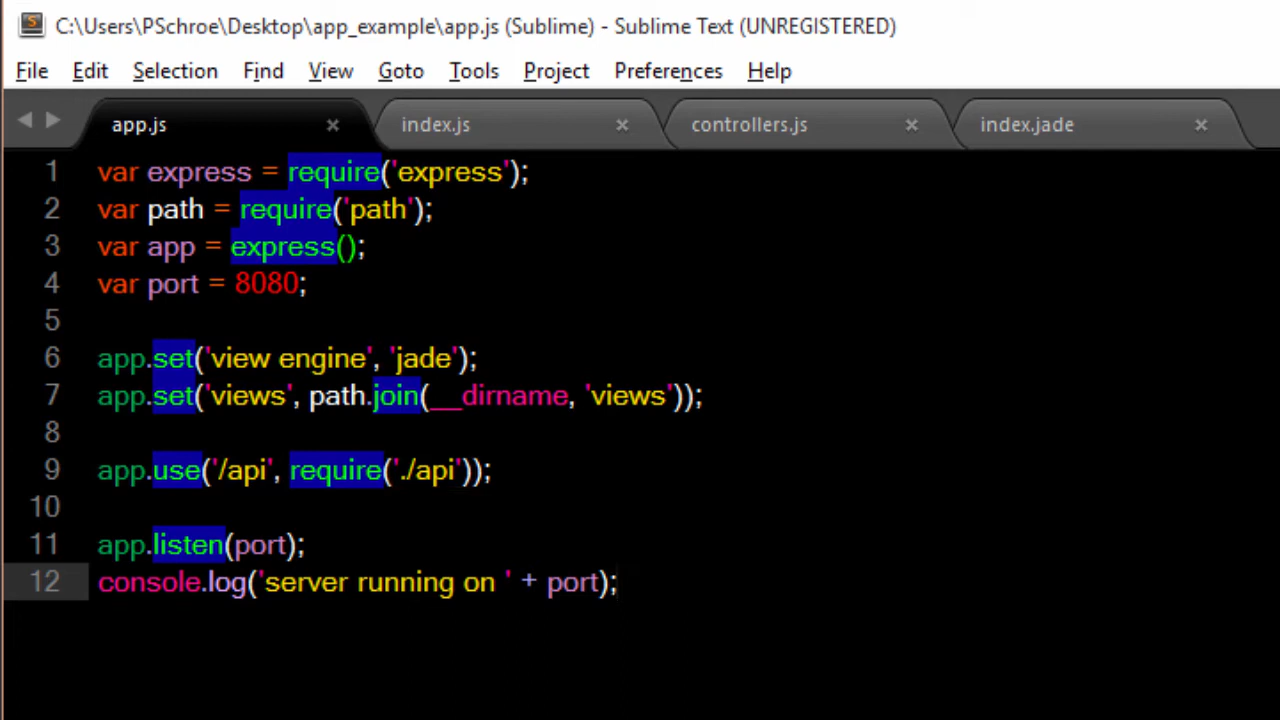 C:\Users\PSchroe\Desktop\app_example\app.js (Sublime) - Sublime Text (UNREGISTERED)
File Edit Selection Find View Goto Tools Project Preferences Help
app.js × index.js × controllers.js × index.jade ×
1 var express = require('express');
2 var path = require('path');
3 var app = express();
4 var port = 8080;
5
6 app.set('view engine', 'jade');
7 app.set('views', path.join(__dirname, 'views'));
8
9 app.use('/api', require('./api'));
10
11 app.listen(port);
12 console.log('server running on ' + port);